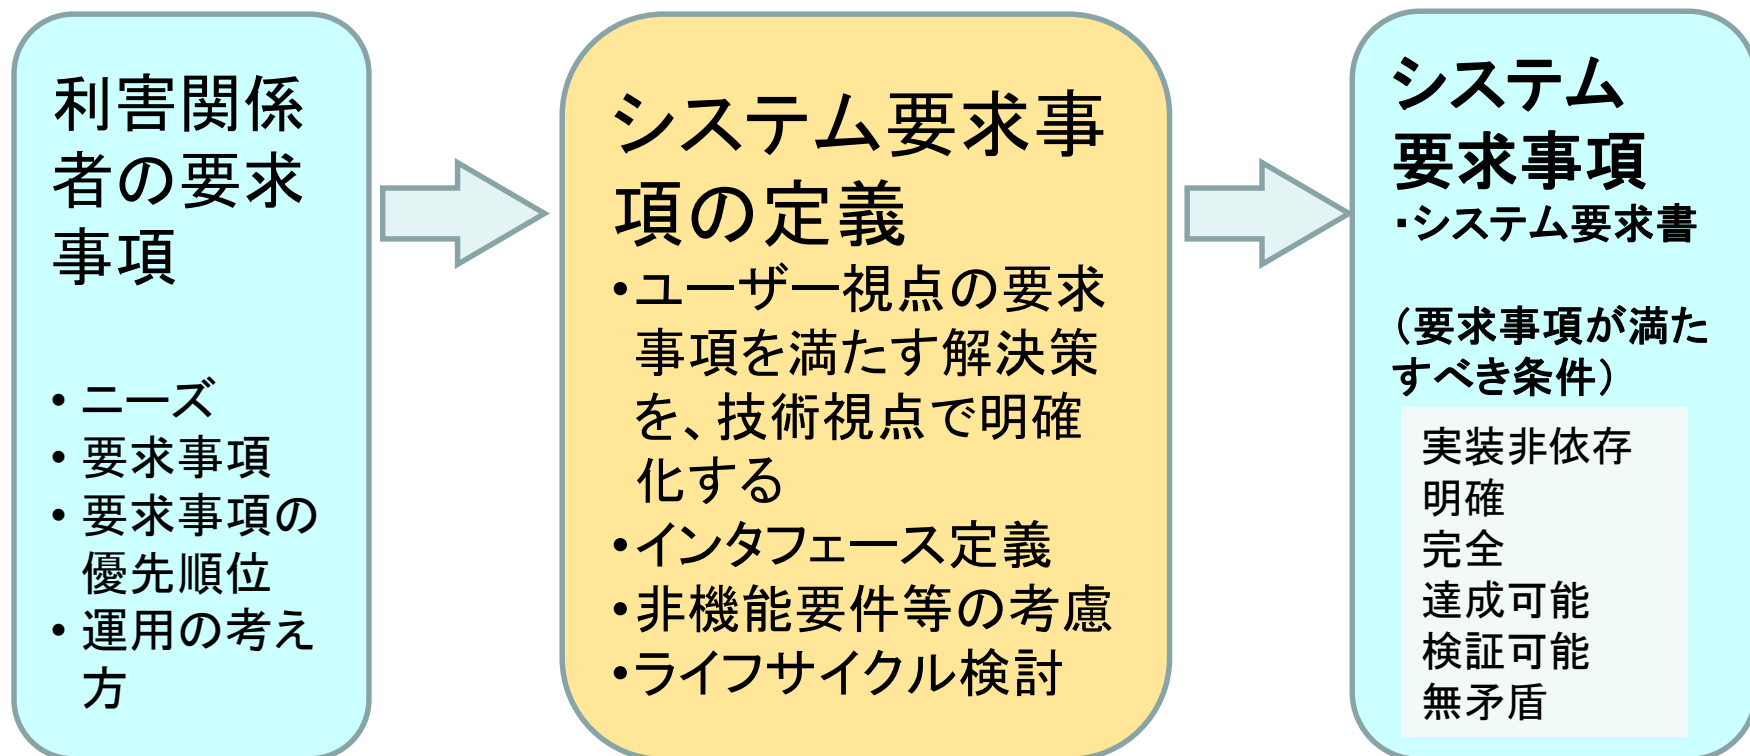 利害関係
者の要求
事項
• ニーズ
• 要求事項
• 要求事項の
優先順位
• 運用の考え
方
システム要求事
項の定義
•ユーザー視点の要求
事項を満たす解決策
を、技術視点で明確
化する
•インタフェース定義
•非機能要件等の考慮
•ライフサイクル検討
システム
要求事項
・システム要求書
（要求事項が満た
すべき条件）
実装非依存
明確
完全
達成可能
検証可能
無矛盾